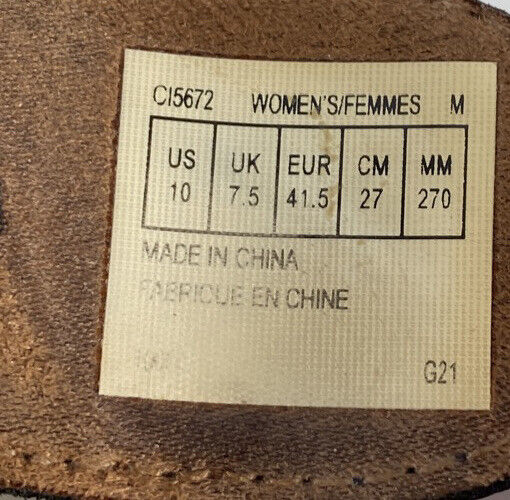 CI5672 WOMEN'S/FEMMES M
US UK EUR CM MM
10 7.5 41.5 27 270
MADE IN CHINA
FABRIQUE EN CHINE
G21